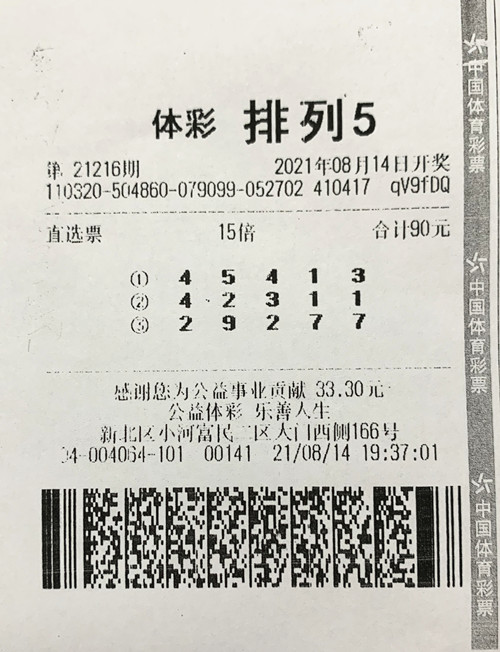 体彩 排列5
第 21216期 2021年08月14日开奖
110320-504860-079099-052702 410417 qV9fDQ
直选票 15倍 合计90元
① 4 5 4 1 3
② 4 2 3 1 1
③ 2 9 2 7 7
感谢您为公益事业贡献 33.30元
公益体彩 乐善人生
新北区小河富民二区大门西侧166号
04-004064-101 00141 21/08/14 19:37:01
中国体育彩票
中国体育彩票
中国体育彩票